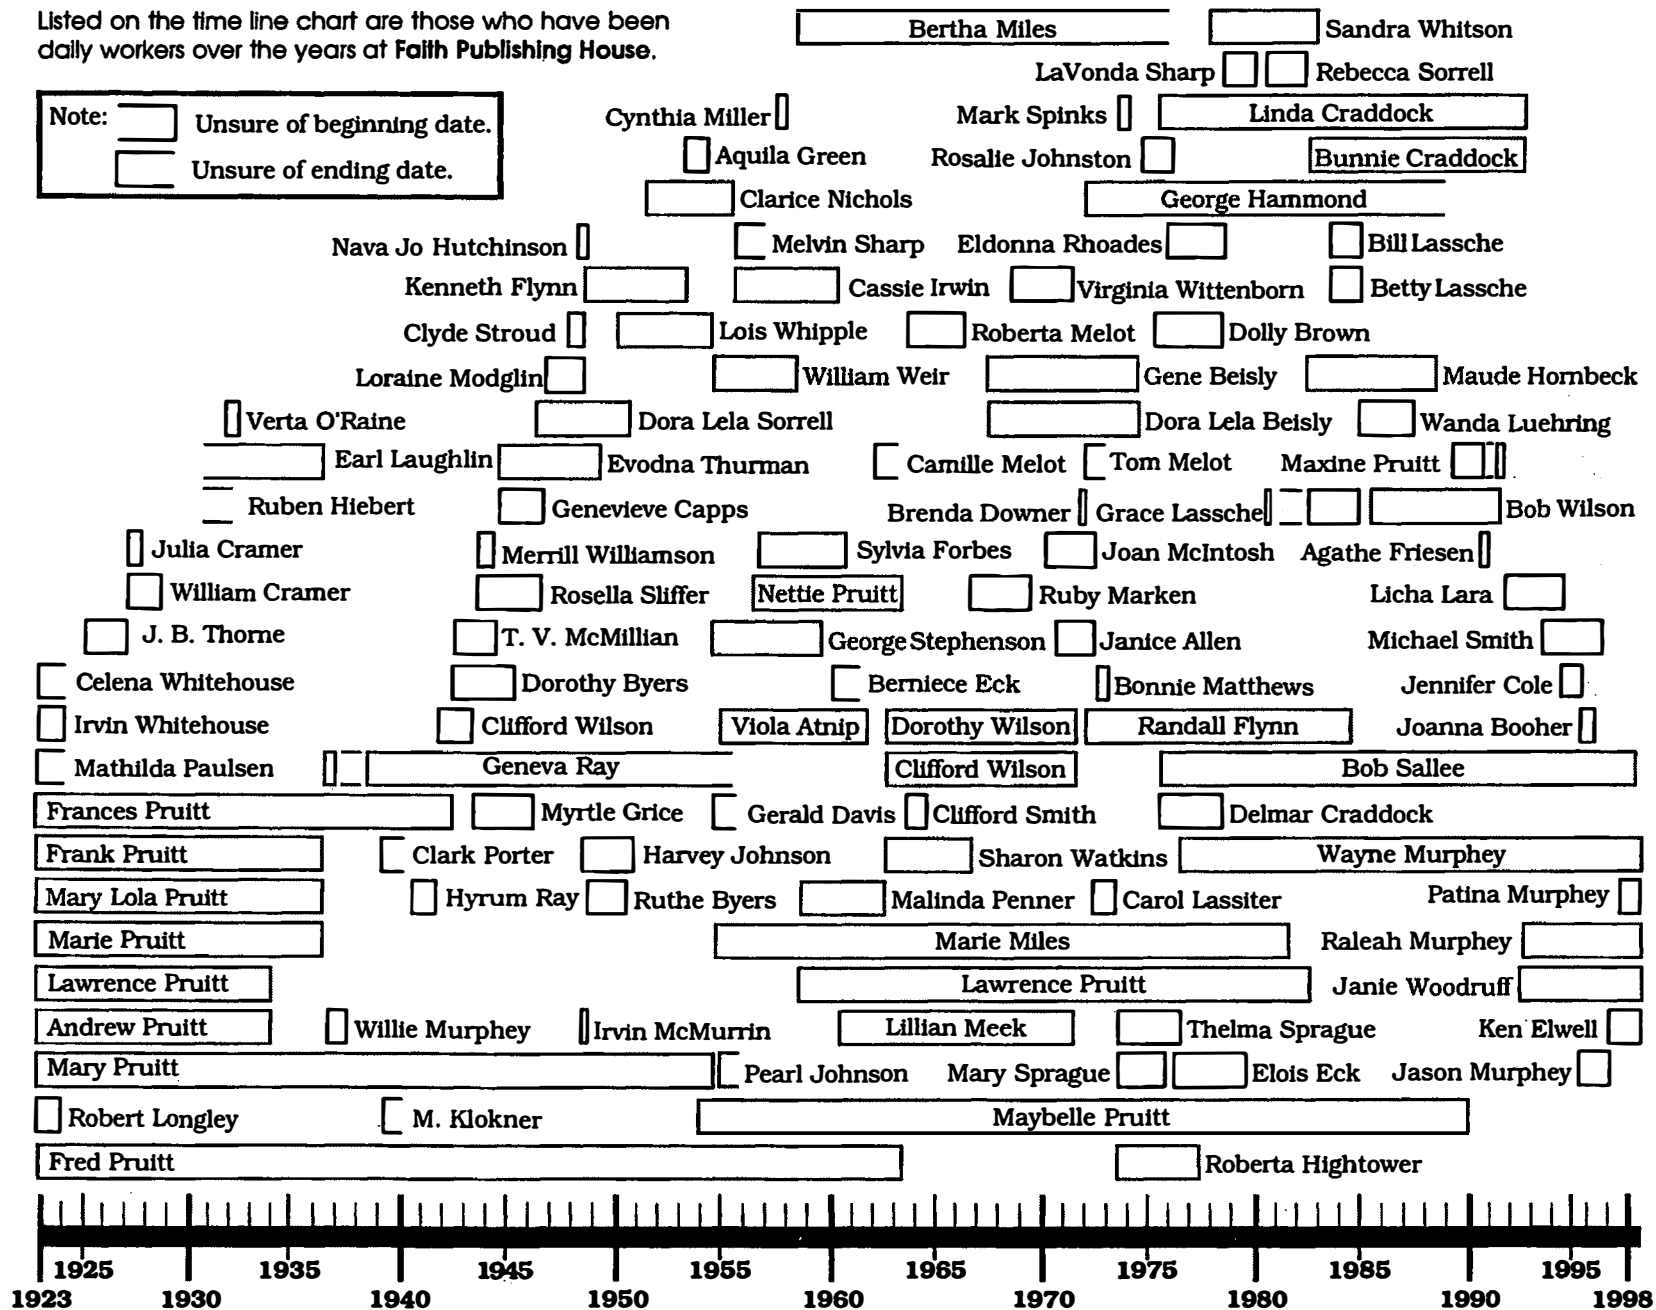 Listed on the time line chart are those who have been
daily workers over the years at Faith Publishing House.
Note: Unsure of beginning date.
Unsure of ending date.
Bertha Miles Sandra Whitson
LaVonda Sharp Rebecca Sorrell
Cynthia Miller Mark Spinks Linda Craddock
Aquila Green Rosalie Johnston Bunnie Craddock
Clarice Nichols George Hammond
Nava Jo Hutchinson Melvin Sharp Eldonna Rhoades Bill Lassche
Kenneth Flynn Cassie Irwin Virginia Wittenborn Betty Lassche
Clyde Stroud Lois Whipple Roberta Melot Dolly Brown
Loraine Modglin William Weir Gene Beisly Maude Hornbeck
Verta O'Raine Dora Lela Sorrell Dora Lela Beisly Wanda Luehring
Earl Laughlin Evodna Thurman Camille Melot Tom Melot Maxine Pruitt
Ruben Hiebert Genevieve Capps Brenda Downer Grace Lassche Bob Wilson
Julia Cramer Merrill Williamson Sylvia Forbes Joan McIntosh Agathe Friesen
William Cramer Rosella Sliffer Nettie Pruitt Ruby Marken Licha Lara
J. B. Thorne T. V. McMillian George Stephenson Janice Allen Michael Smith
Celena Whitehouse Dorothy Byers Berniece Eck Bonnie Matthews Jennifer Cole
Irvin Whitehouse Clifford Wilson Viola Atnip Dorothy Wilson Randall Flynn Joanna Booher
Mathilda Paulsen Geneva Ray Clifford Wilson Bob Sallee
Frances Pruitt Myrtle Grice Gerald Davis Clifford Smith Delmar Craddock
Frank Pruitt Clark Porter Harvey Johnson Sharon Watkins Wayne Murphey
Mary Lola Pruitt Hyrum Ray Ruthe Byers Malinda Penner Carol Lassiter Patina Murphey
Marie Pruitt Marie Miles Raleah Murphey
Lawrence Pruitt Lawrence Pruitt Janie Woodruff
Andrew Pruitt Willie Murphey Irvin McMurrin Lillian Meek Thelma Sprague Ken Elwell
Mary Pruitt Pearl Johnson Mary Sprague Elois Eck Jason Murphey
Robert Longley M. Klokner Maybelle Pruitt
Fred Pruitt Roberta Hightower
1925 1935 1945 1955 1965 1975 1985 1995
1923 1930 1940 1950 1960 1970 1980 1990 1998